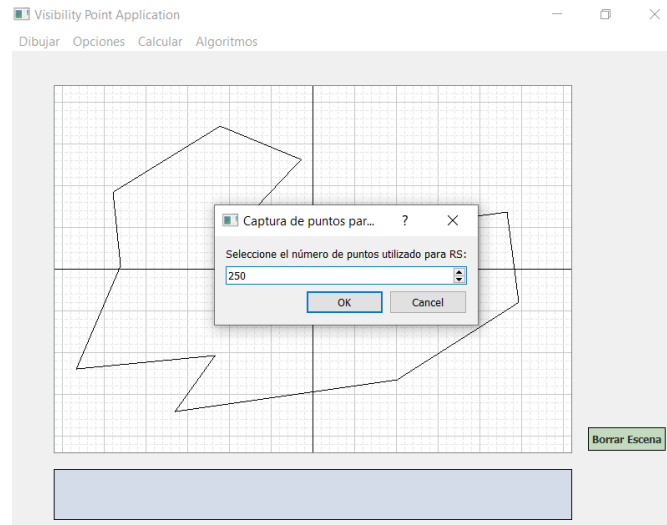 Visibility Point Application
Dibujar Opciones Calcular Algoritmos
Captura de puntos par... ?
Seleccione el número de puntos utilizado para RS:
250
OK Cancel
Borrar Escena